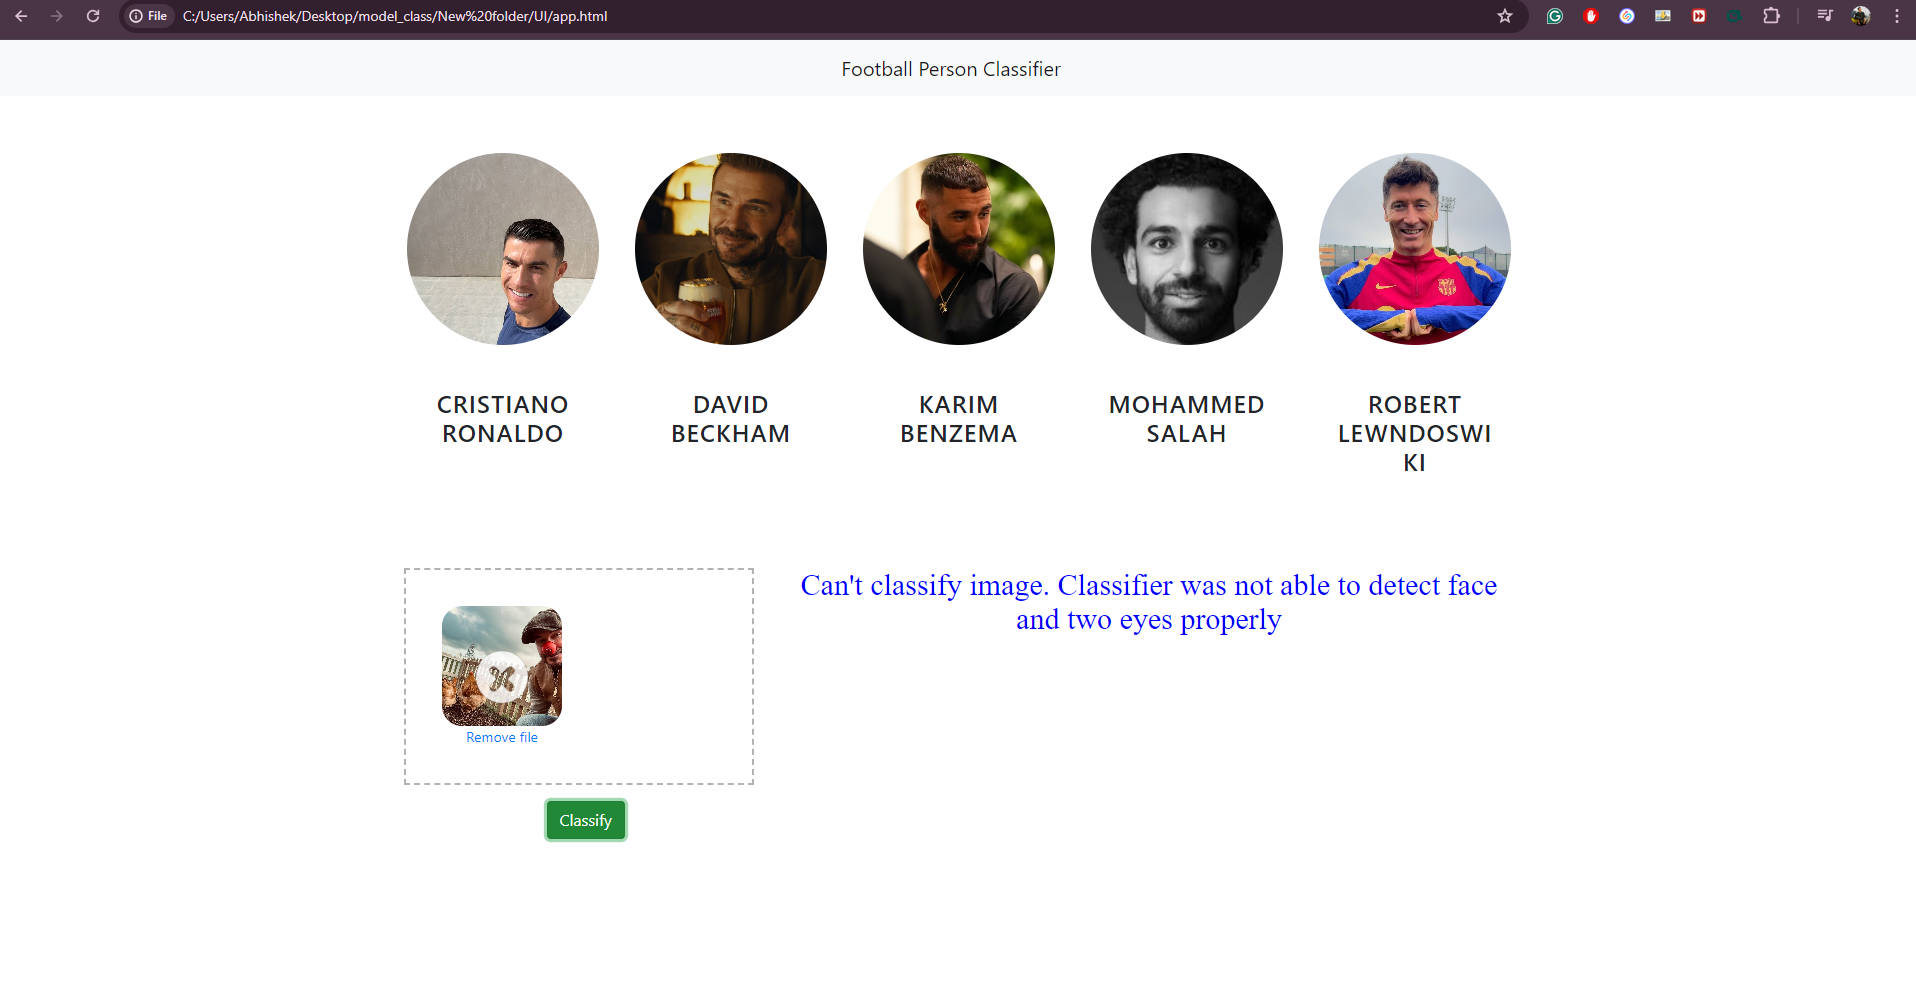 File C:/Users/Abhishek/Desktop/model_class/New%20folder/UI/app.html
Football Person Classifier
CRISTIANO
RONALDO
DAVID
BECKHAM
KARIM
BENZEMA
MOHAMMED
SALAH
ROBERT
LEWNDOSWI
KI
Can't classify image. Classifier was not able to detect face
and two eyes properly
Remove file
Classify